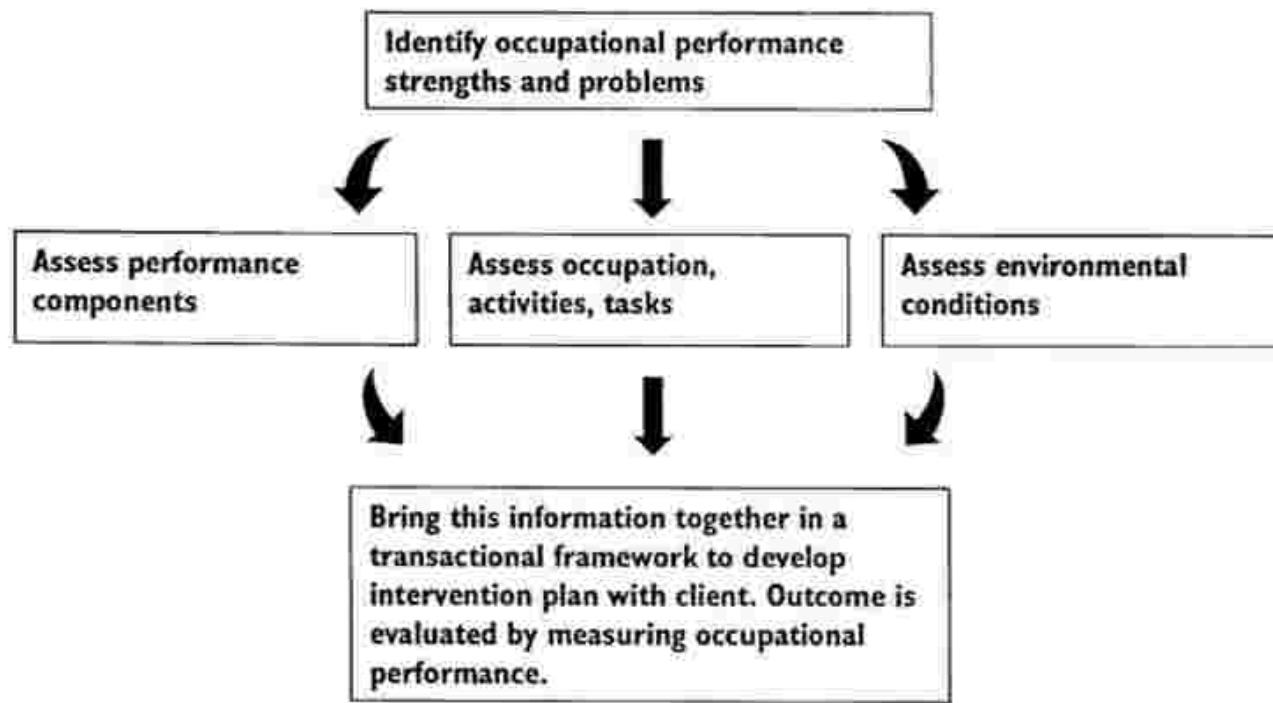 Identify occupational performance
strengths and problems
Assess performance
components
Assess occupation,
activities, tasks
Assess environmental
conditions
Bring this information together in a
transactional framework to develop
intervention plan with client. Outcome is
evaluated by measuring occupational
performance.